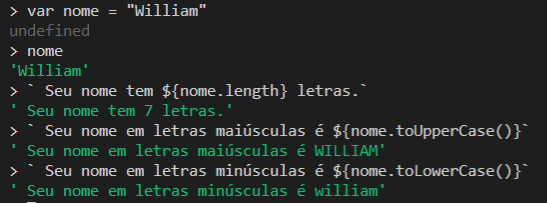 > var nome = "William"
undefined
> nome
'William'
> ` Seu nome tem ${nome.length} letras.`
' Seu nome tem 7 letras.'
> ` Seu nome em letras maiúsculas é ${nome.toUpperCase()}`
' Seu nome em letras maiúsculas é WILLIAM'
> ` Seu nome em letras minúsculas é ${nome.toLowerCase()}`
' Seu nome em letras minúsculas é william'